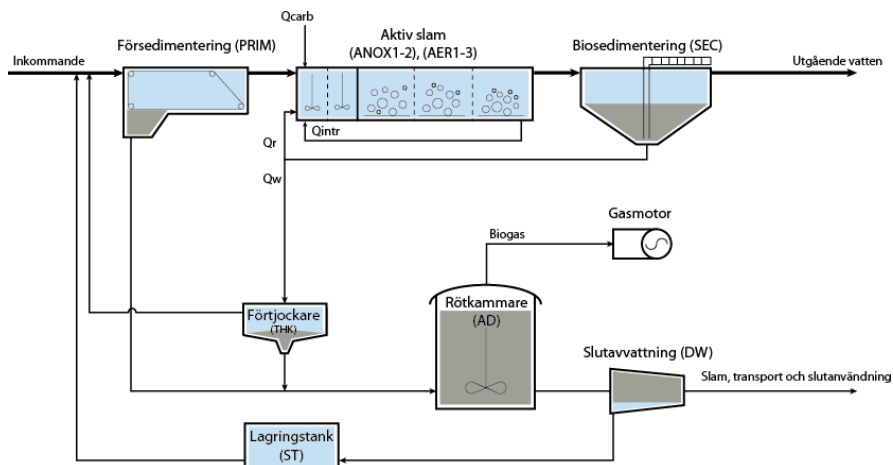 Qcarb
Försedimentering (PRIM)
Aktiv slam
(ANOX1-2), (AER1-3)
Biosedimentering (SEC)
Inkommande
Utgående vatten
Qintr
Qr
Qw
Gasmotor
Biogas
Förtjockare
(THK)
Rötkammare
(AD)
Slutavvattning (DW)
Slam, transport och slutanvändning
Lagringstank
(ST)